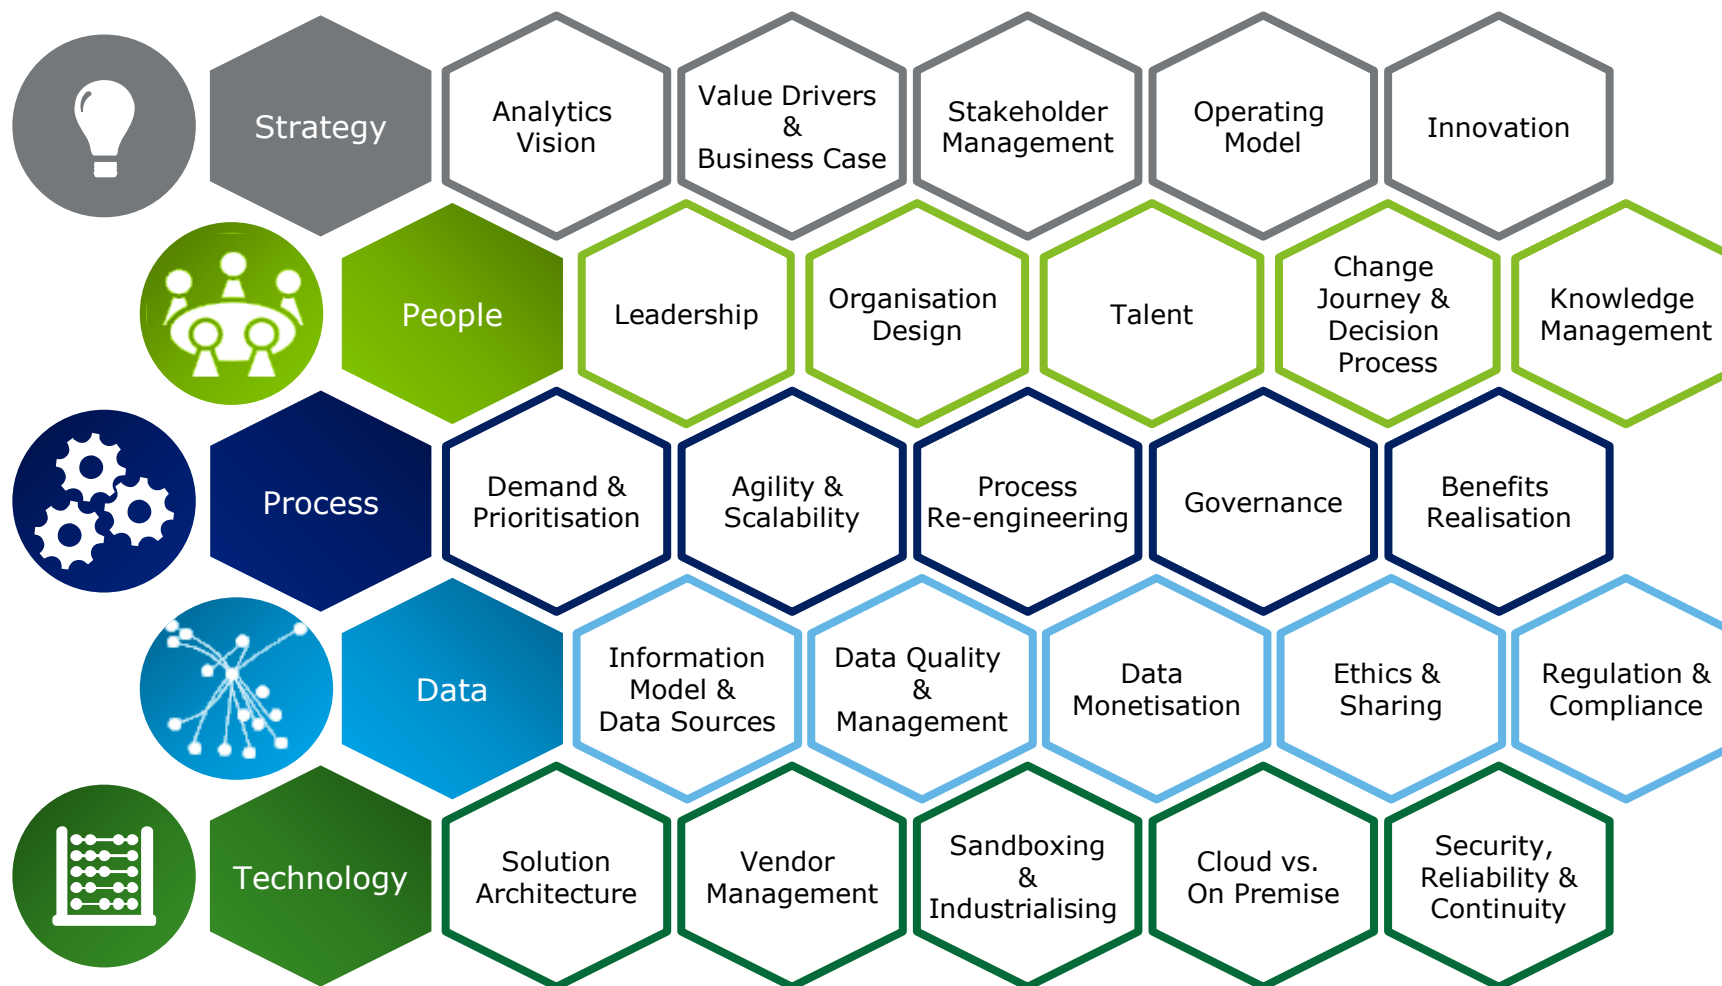 Strategy
Analytics
Vision
Value Drivers
&
Business Case
Stakeholder
Management
Operating
Model
Innovation
People
Leadership
Organisation
Design
Talent
Change
Journey &
Decision
Process
Knowledge
Management
Process
Demand &
Prioritisation
Agility &
Scalability
Process
Re-engineering
Governance
Benefits
Realisation
Data
Information
Model &
Data Sources
Data Quality
&
Management
Data
Monetisation
Ethics &
Sharing
Regulation &
Compliance
Technology
Solution
Architecture
Vendor
Management
Sandboxing
&
Industrialising
Cloud vs.
On Premise
Security,
Reliability &
Continuity